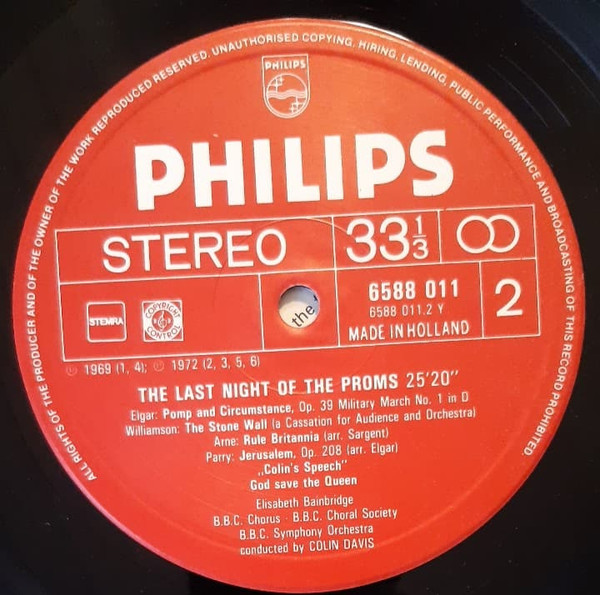 ALL RIGHTS OF THE PRODUCER AND OF THE OWNER OF THE WORK REPRODUCED RESERVED. UNAUTHORISED COPYING, HIRING, LENDING, PUBLIC PERFORMANCE AND BROADCASTING OF THIS RECORD PROHIBITED
PHILIPS
PHILIPS
STEREO 33 1/3
STEMRA COPYRIGHT CONTROL
6588 011
6588 011.2 Y
MADE IN HOLLAND
2
the
℗ 1969 (1, 4); ℗ 1972 (2, 3, 5, 6)
THE LAST NIGHT OF THE PROMS 25'20"
Elgar: Pomp and Circumstance, Op. 39 Military March No. 1 in D
Williamson: The Stone Wall (a Cassation for Audience and Orchestra)
Arne: Rule Britannia (arr. Sargent)
Parry: Jerusalem, Op. 208 (arr. Elgar)
„Colin's Speech"
God save the Queen
Elisabeth Bainbridge
B.B.C. Chorus · B.B.C. Choral Society
B.B.C. Symphony Orchestra
conducted by COLIN DAVIS